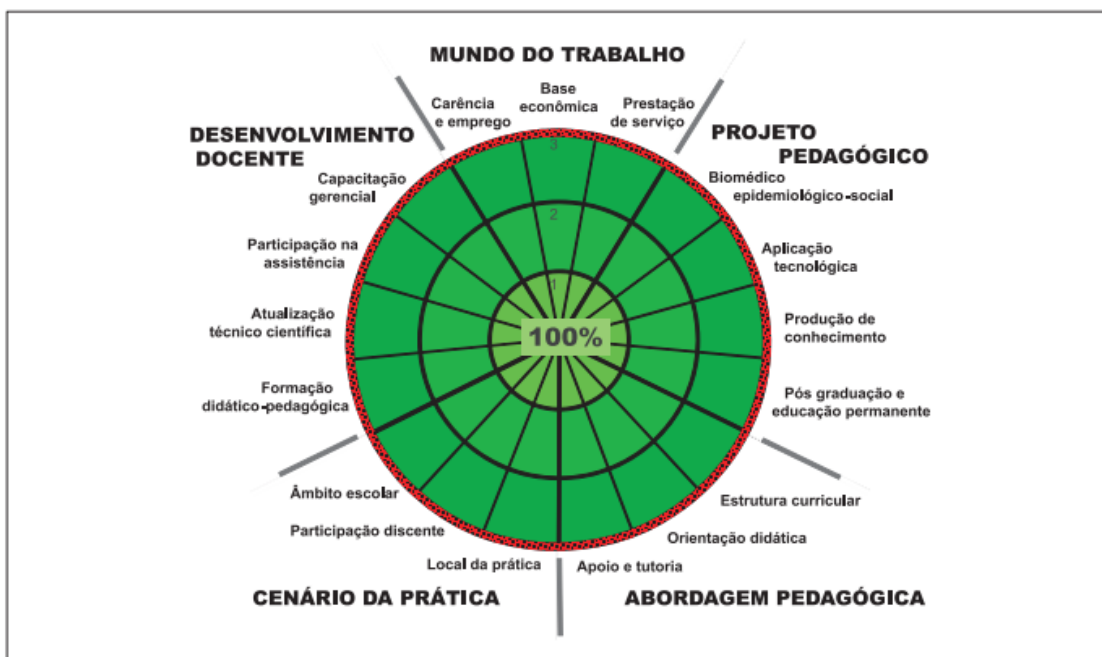 MUNDO DO TRABALHO
Carência
e emprego
Base
econômica
Prestação
de serviço
PROJETO
PEDAGÓGICO
Biomédico
epidemiológico-social
Aplicação
tecnológica
Produção de
conhecimento
Pós graduação e
educação permanente
Estrutura curricular
Orientação didática
Apoio e tutoria
ABORDAGEM PEDAGÓGICA
Local da prática
Participação discente
Âmbito escolar
CENÁRIO DA PRÁTICA
DESENVOLVIMENTO
DOCENTE
Capacitação
gerencial
Participação na
assistência
Atualização
técnico científica
Formação
didático-pedagógica
3
2
1
100%